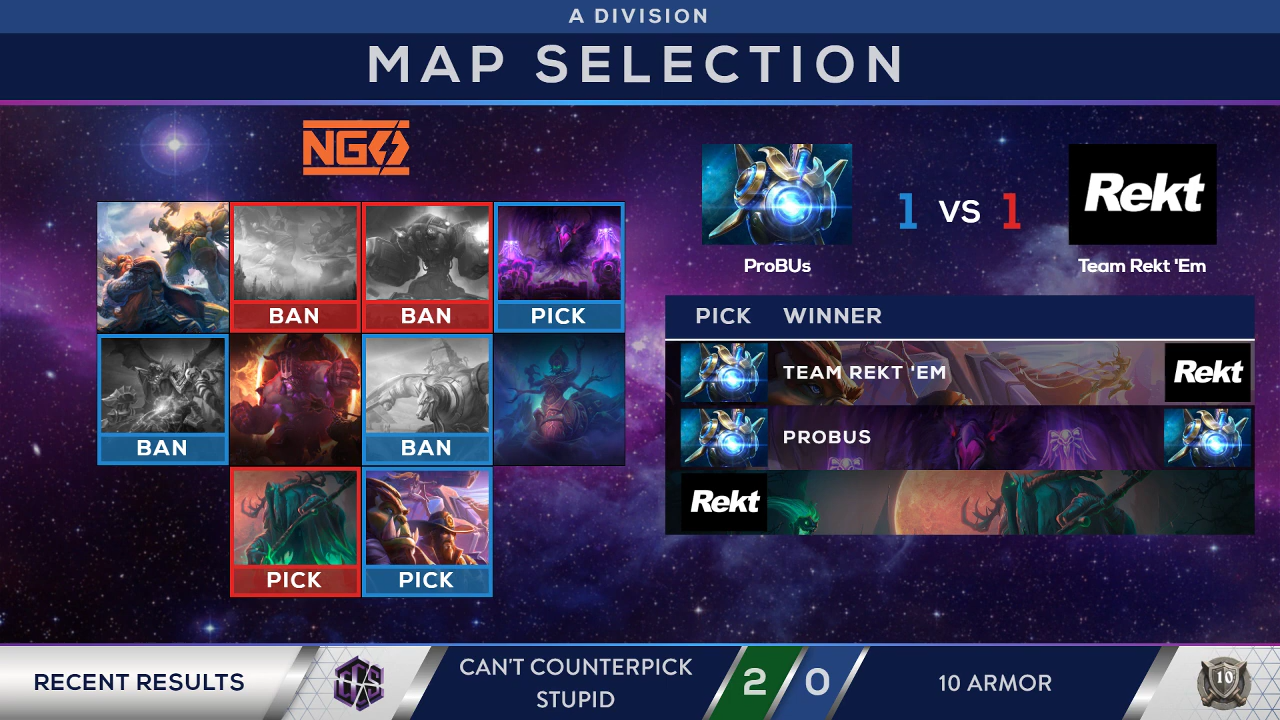 A DIVISION
MAP SELECTION
NGS
BAN
BAN
PICK
BAN
BAN
PICK
PICK
1 VS 1
Rekt
ProBUs
Team Rekt 'Em
PICK WINNER
TEAM REKT 'EM
Rekt
PROBUS
Rekt
RECENT RESULTS
CCS
CAN'T COUNTERPICK
STUPID
2 0
10 ARMOR
10